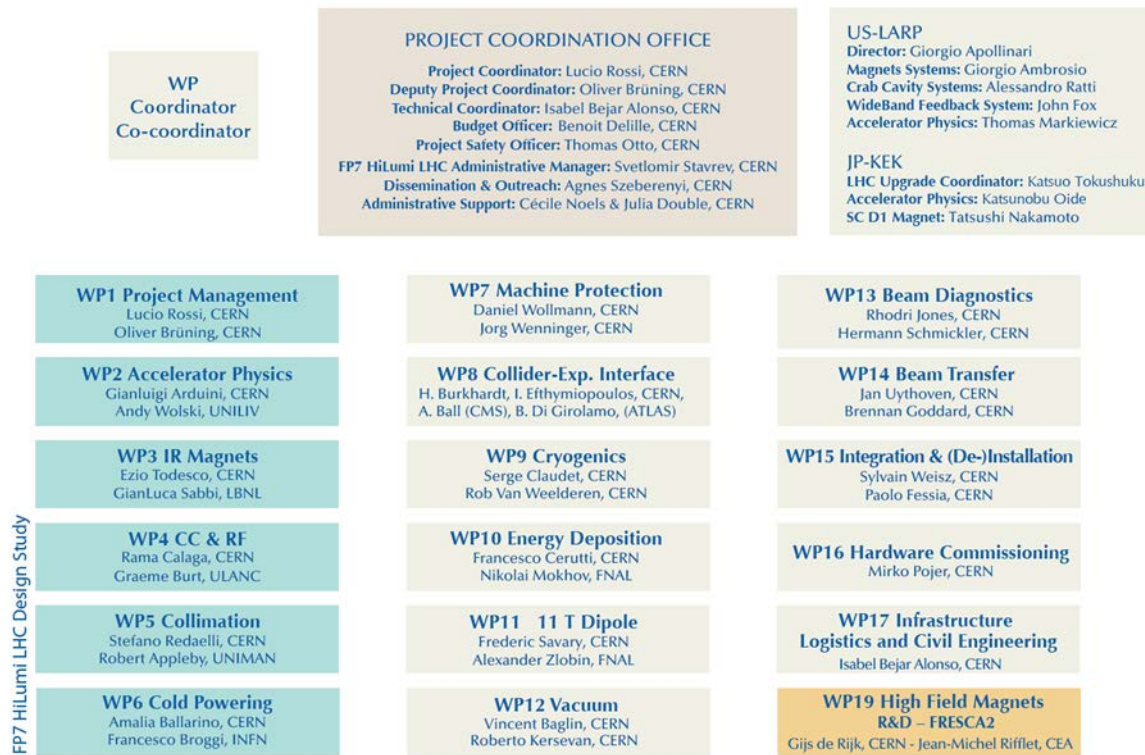 WP
Coordinator
Co-coordinator
PROJECT COORDINATION OFFICE
Project Coordinator: Lucio Rossi, CERN
Deputy Project Coordinator: Oliver Brüning, CERN
Technical Coordinator: Isabel Bejar Alonso, CERN
Budget Officer: Benoit Delille, CERN
Project Safety Officer: Thomas Otto, CERN
FP7 HiLumi LHC Administrative Manager: Svetlomir Stavrev, CERN
Dissemination & Outreach: Agnes Szeberenyi, CERN
Administrative Support: Cécile Noels & Julia Double, CERN
US-LARP
Director: Giorgio Apollinari
Magnets Systems: Giorgio Ambrosio
Crab Cavity Systems: Alessandro Ratti
WideBand Feedback System: John Fox
Accelerator Physics: Thomas Markiewicz
JP-KEK
LHC Upgrade Coordinator: Katsuo Tokushuku
Accelerator Physics: Katsunobu Oide
SC D1 Magnet: Tatsushi Nakamoto
FP7 HiLumi LHC Design Study
WP1 Project Management
Lucio Rossi, CERN
Oliver Brüning, CERN
WP2 Accelerator Physics
Gianluigi Arduini, CERN
Andy Wolski, UNILIV
WP3 IR Magnets
Ezio Todesco, CERN
GianLuca Sabbi, LBNL
WP4 CC & RF
Rama Calaga, CERN
Graeme Burt, ULANC
WP5 Collimation
Stefano Redaelli, CERN
Robert Appleby, UNIMAN
WP6 Cold Powering
Amalia Ballarino, CERN
Francesco Broggi, INFN
WP7 Machine Protection
Daniel Wollmann, CERN
Jorg Wenninger, CERN
WP8 Collider-Exp. Interface
H. Burkhardt, I. Efthymiopoulos, CERN,
A. Ball (CMS), B. Di Girolamo, (ATLAS)
WP9 Cryogenics
Serge Claudet, CERN
Rob Van Weelderen, CERN
WP10 Energy Deposition
Francesco Cerutti, CERN
Nikolai Mokhov, FNAL
WP11 11 T Dipole
Frederic Savary, CERN
Alexander Zlobin, FNAL
WP12 Vacuum
Vincent Baglin, CERN
Roberto Kersevan, CERN
WP13 Beam Diagnostics
Rhodri Jones, CERN
Hermann Schmickler, CERN
WP14 Beam Transfer
Jan Uythoven, CERN
Brennan Goddard, CERN
WP15 Integration & (De-)Installation
Sylvain Weisz, CERN
Paolo Fessia, CERN
WP16 Hardware Commissioning
Mirko Pojer, CERN
WP17 Infrastructure
Logistics and Civil Engineering
Isabel Bejar Alonso, CERN
WP19 High Field Magnets
R&D – FRESCA2
Gijs de Rijk, CERN - Jean-Michel Rifflet, CEA